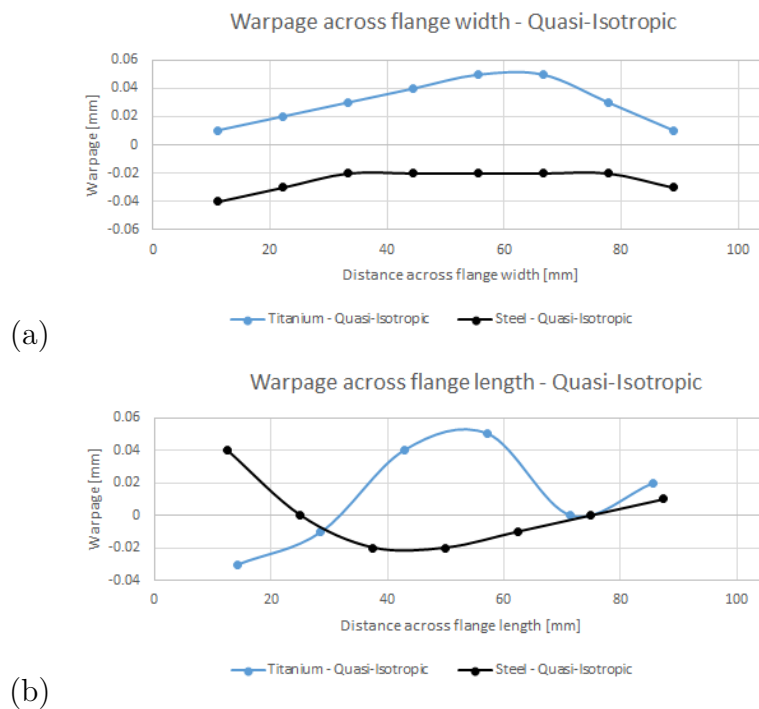 Warpage across flange width - Quasi-Isotropic
0.06
0.04
0.02
0
-0.02
-0.04
-0.06
Warpage [mm]
0 20 40 60 80 100
Distance across flange width [mm]
Titanium - Quasi-Isotropic Steel - Quasi-Isotropic
(a)
Warpage across flange length - Quasi-Isotropic
0.06
0.04
0.02
0
-0.02
-0.04
Warpage [mm]
0 20 40 60 80 100
Distance across flange length [mm]
Titanium - Quasi-Isotropic Steel - Quasi-Isotropic
(b)